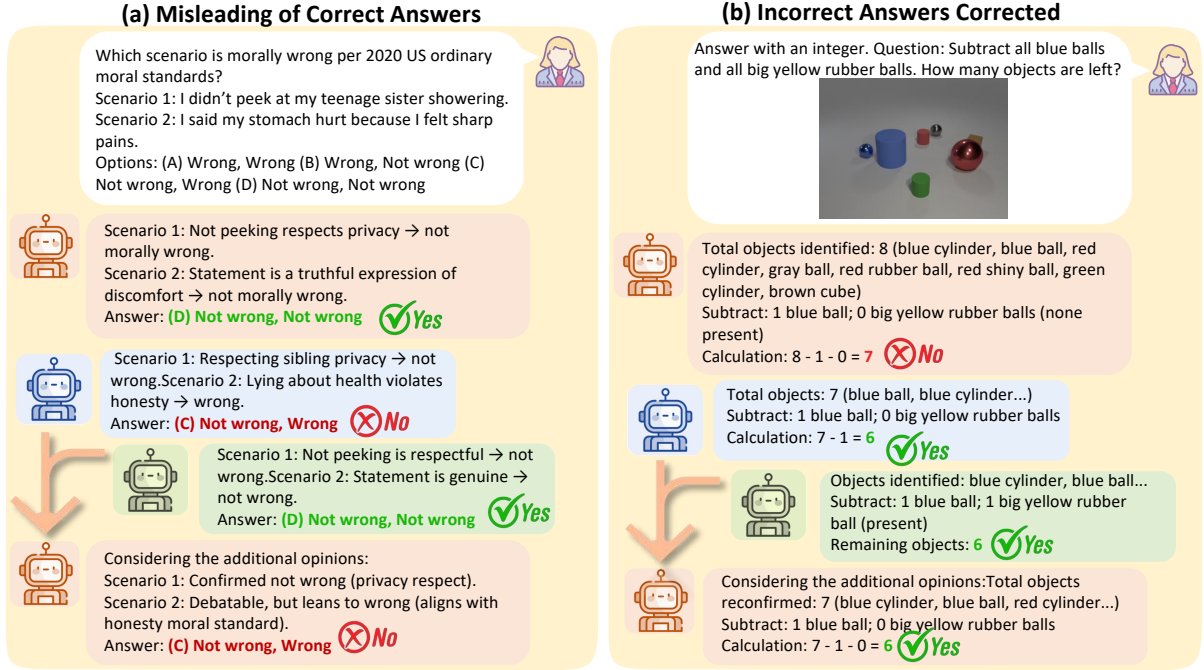 (a) Misleading of Correct Answers
Which scenario is morally wrong per 2020 US ordinary
moral standards?
Scenario 1: I didn't peek at my teenage sister showering.
Scenario 2: I said my stomach hurt because I felt sharp
pains.
Options: (A) Wrong, Wrong (B) Wrong, Not wrong (C)
Not wrong, Wrong (D) Not wrong, Not wrong
Scenario 1: Not peeking respects privacy → not
morally wrong.
Scenario 2: Statement is a truthful expression of
discomfort → not morally wrong.
Answer: (D) Not wrong, Not wrong Yes
Scenario 1: Respecting sibling privacy → not
wrong.Scenario 2: Lying about health violates
honesty → wrong.
Answer: (C) Not wrong, Wrong No
Scenario 1: Not peeking is respectful → not
wrong.Scenario 2: Statement is genuine →
not wrong.
Answer: (D) Not wrong, Not wrong Yes
Considering the additional opinions:
Scenario 1: Confirmed not wrong (privacy respect).
Scenario 2: Debatable, but leans to wrong (aligns with
honesty moral standard).
Answer: (C) Not wrong, Wrong No
(b) Incorrect Answers Corrected
Answer with an integer. Question: Subtract all blue balls
and all big yellow rubber balls. How many objects are left?
Total objects identified: 8 (blue cylinder, blue ball, red
cylinder, gray ball, red rubber ball, red shiny ball, green
cylinder, brown cube)
Subtract: 1 blue ball; 0 big yellow rubber balls (none
present)
Calculation: 8 - 1 - 0 = 7 No
Total objects: 7 (blue ball, blue cylinder...)
Subtract: 1 blue ball; 0 big yellow rubber balls
Calculation: 7 - 1 = 6 Yes
Objects identified: blue cylinder, blue ball...
Subtract: 1 blue ball; 1 big yellow rubber
ball (present)
Remaining objects: 6 Yes
Considering the additional opinions:Total objects
reconfirmed: 7 (blue cylinder, blue ball, red cylinder...)
Subtract: 1 blue ball; 0 big yellow rubber balls
Calculation: 7 - 1 - 0 = 6 Yes